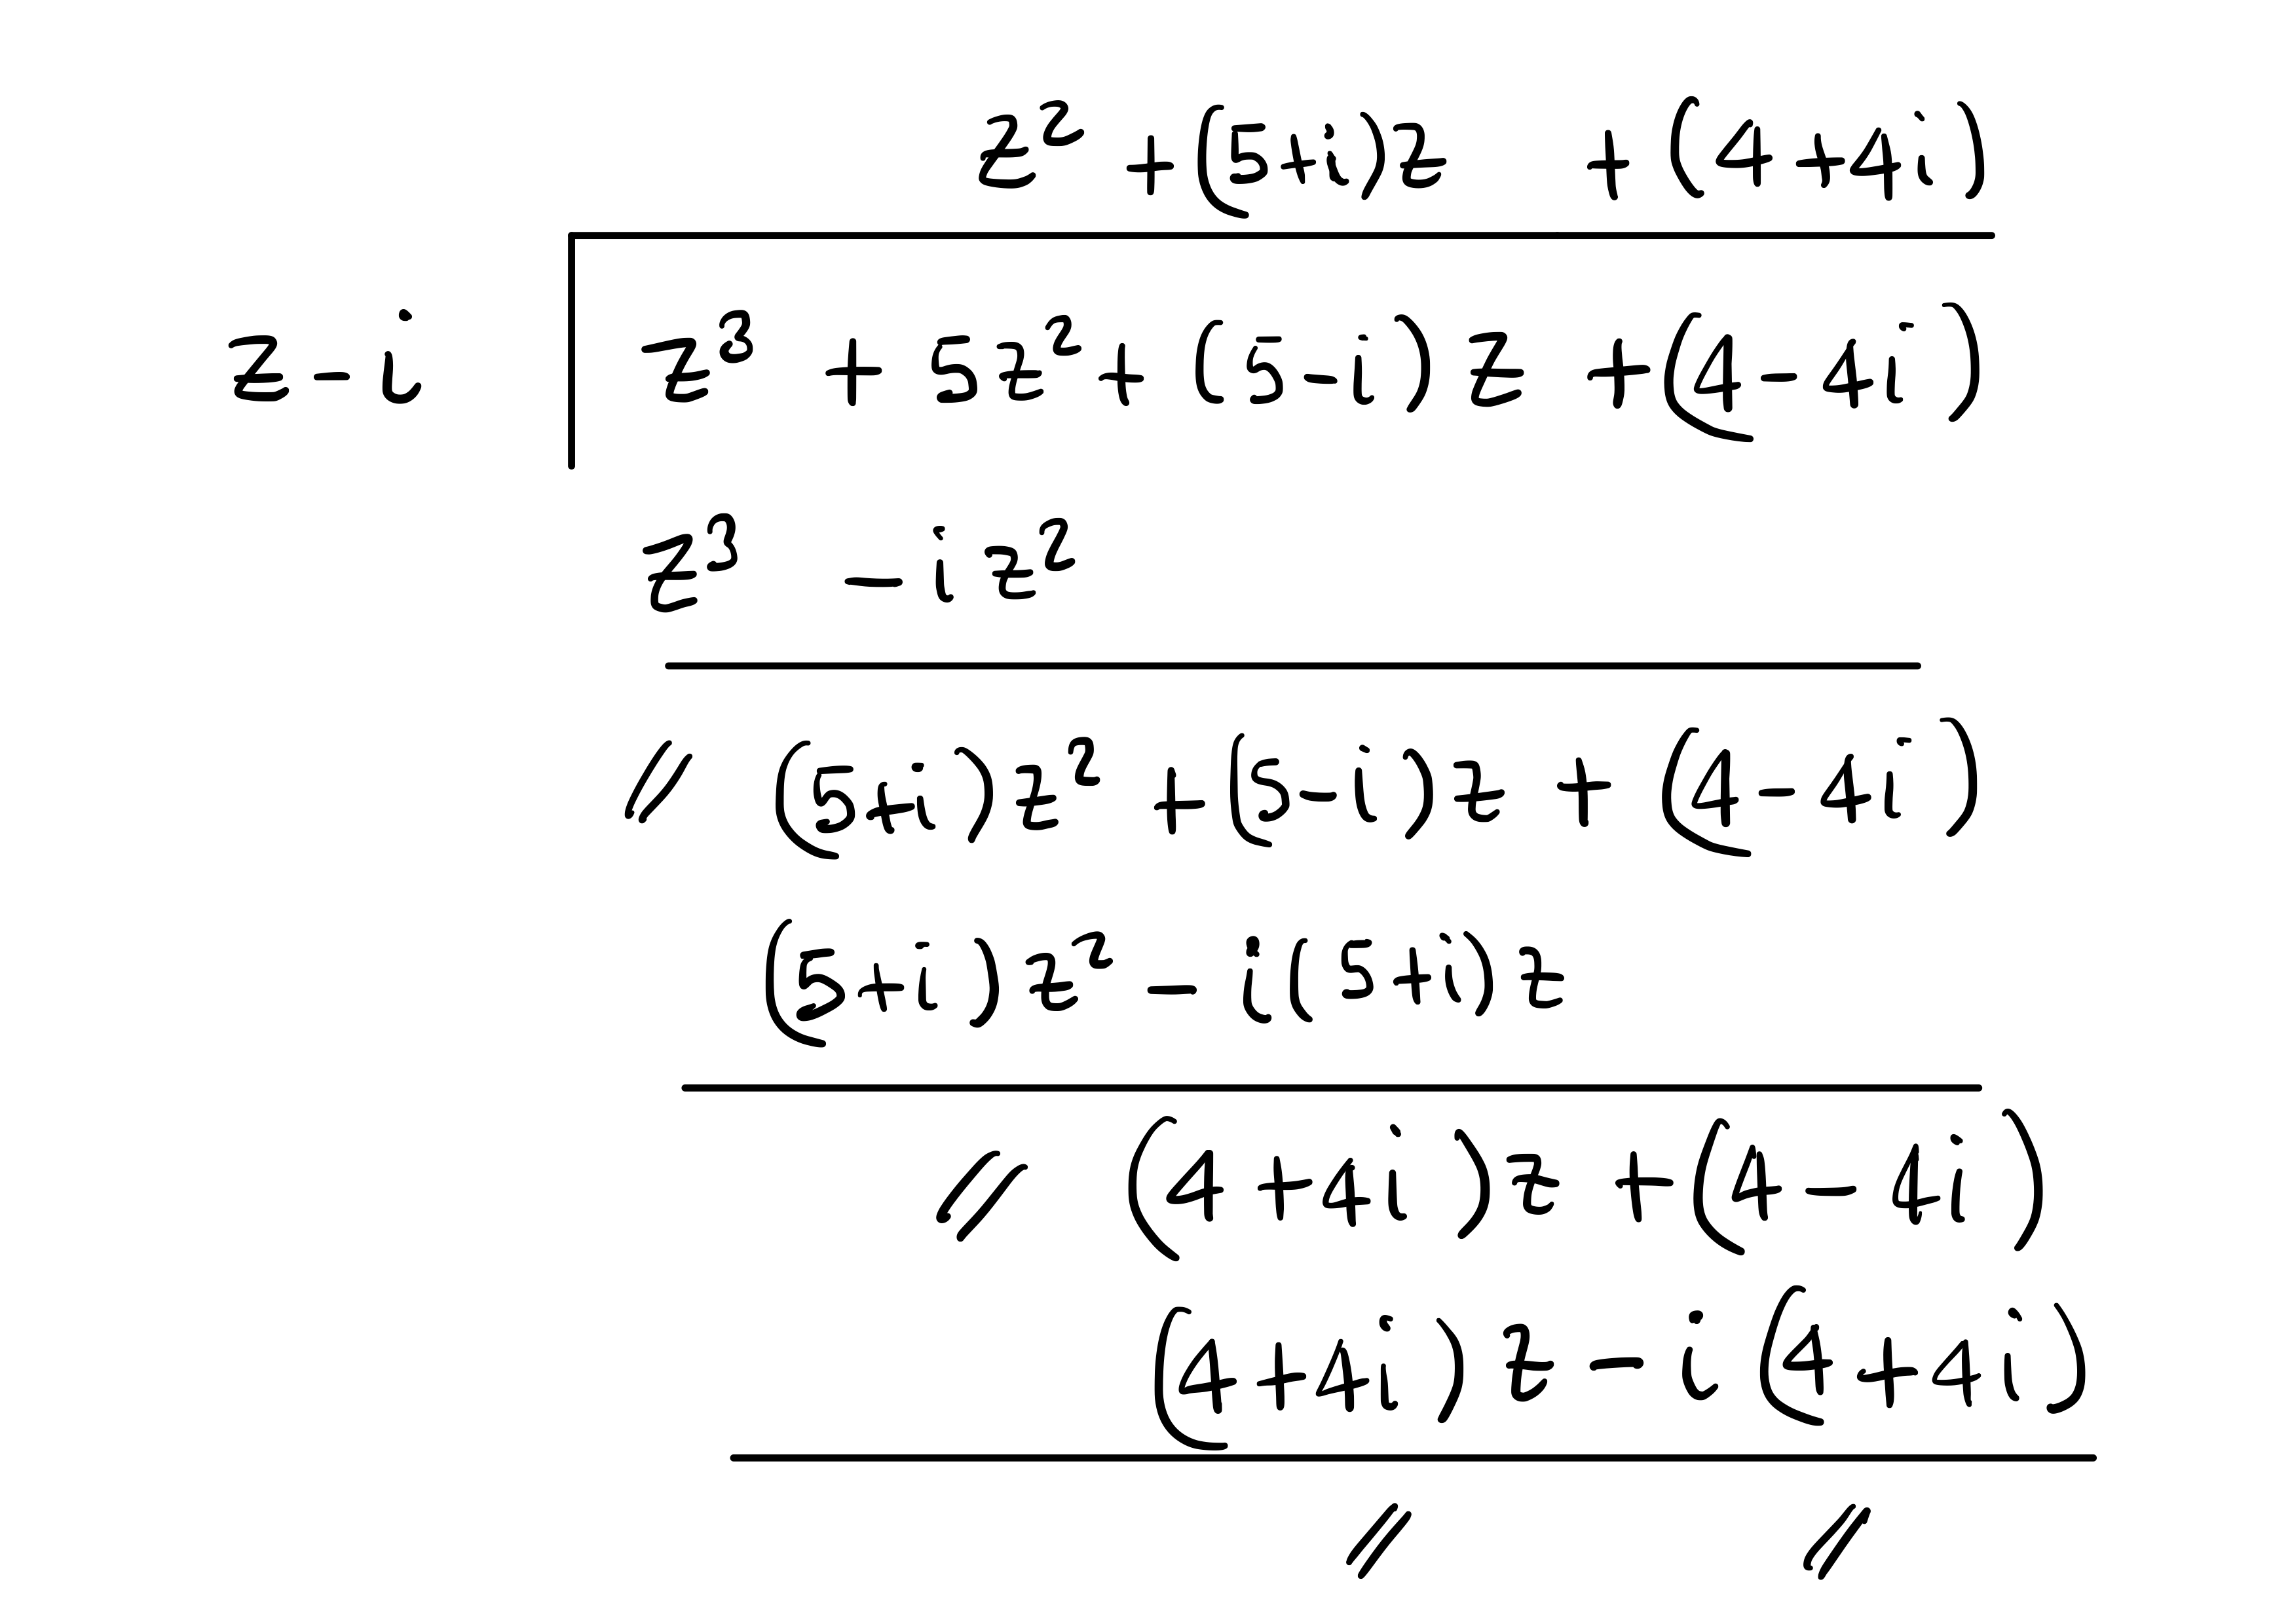 z² + (5+i)z + (4+4i)
z - i z³ + 5z² + (5-i)z + (4-4i)
z³ - iz²
// (5+i)z² + (5-i)z + (4-4i)
(5+i)z² - i(5+i)z
// (4+4i)z + (4-4i)
(4+4i)z - i(4+4i)
// //